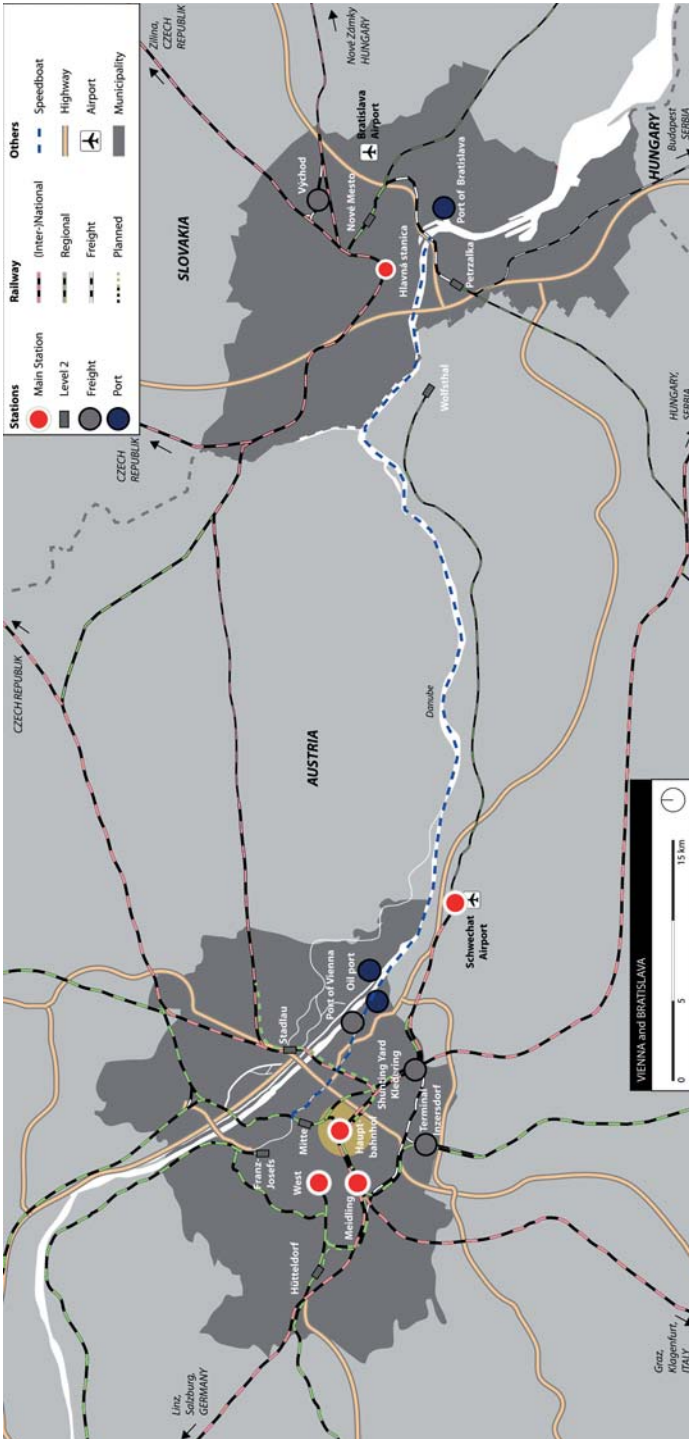 Stations
Main Station
Level 2
Freight
Port
Railway
(Inter-)National
Regional
Freight
Planned
Others
Speedboat
Highway
Airport
Municipality
Linz,
Salzburg,
GERMANY
CZECH REPUBLIK
CZECH
REPUBLIK
SLOVAKIA
Zilina,
CZECH
REPUBLIK
Nové Zámky
HUNGARY
Východ
Nové Mesto
Bratislava
Airport
Hlavná stanica
Port of Bratislava
Petrzalka
Wolfsthal
HUNGARY
Budapest
SERBIA
HUNGARY,
SERBIA
AUSTRIA
Danube
Stadlau
Port of Vienna
Oil port
Franz-
Josefs
Mitte
West
Haupt-
bahnhof
Meidling
Hütteldorf
Shunting Yard
Kledering
Terminal
Inzersdorf
Schwechat
Airport
Graz,
Klagenfurt,
ITALY
VIENNA and BRATISLAVA
0
5
15 km